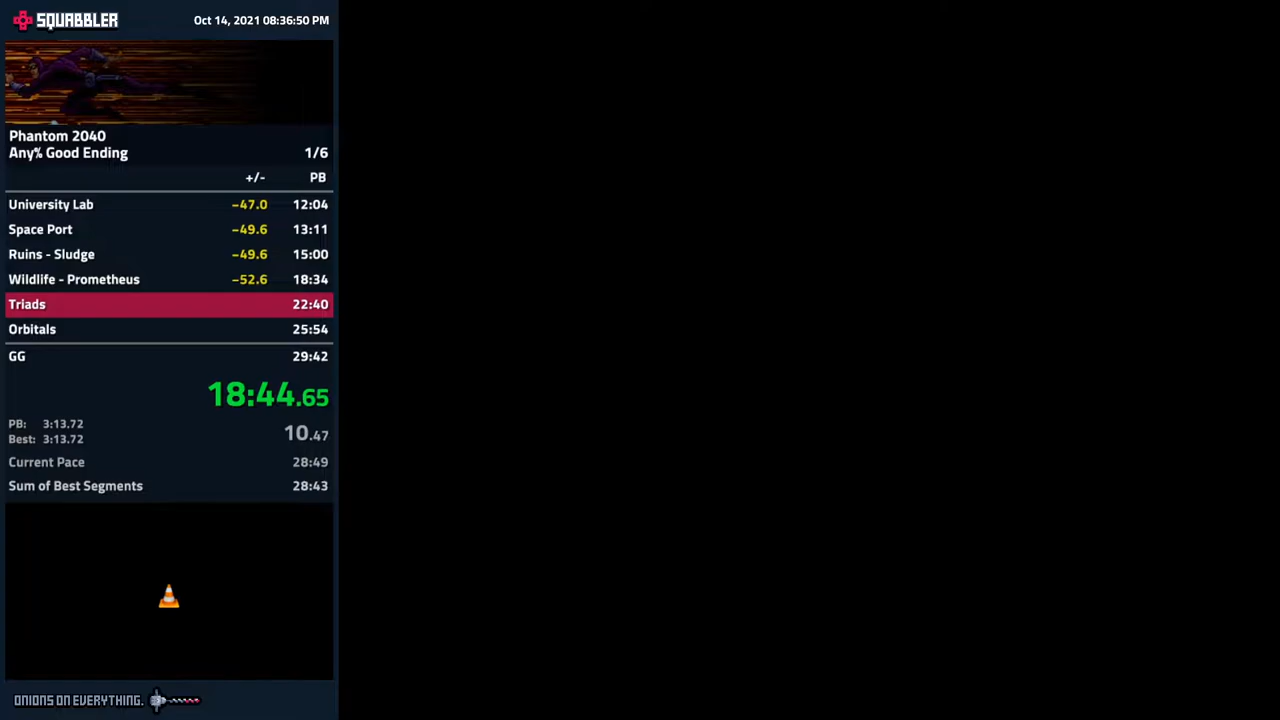 SQUABBLER Oct 14, 2021 08:36:50 PM
Phantom 2040
Any% Good Ending 1/6
+/- PB
University Lab −47.0 12:04
Space Port −49.6 13:11
Ruins - Sludge −49.6 15:00
Wildlife - Prometheus −52.6 18:34
Triads 22:40
Orbitals 25:54
GG 29:42
18:44.65
PB: 3:13.72
Best: 3:13.72 10.47
Current Pace 28:49
Sum of Best Segments 28:43
ONIONS ON EVERYTHING.